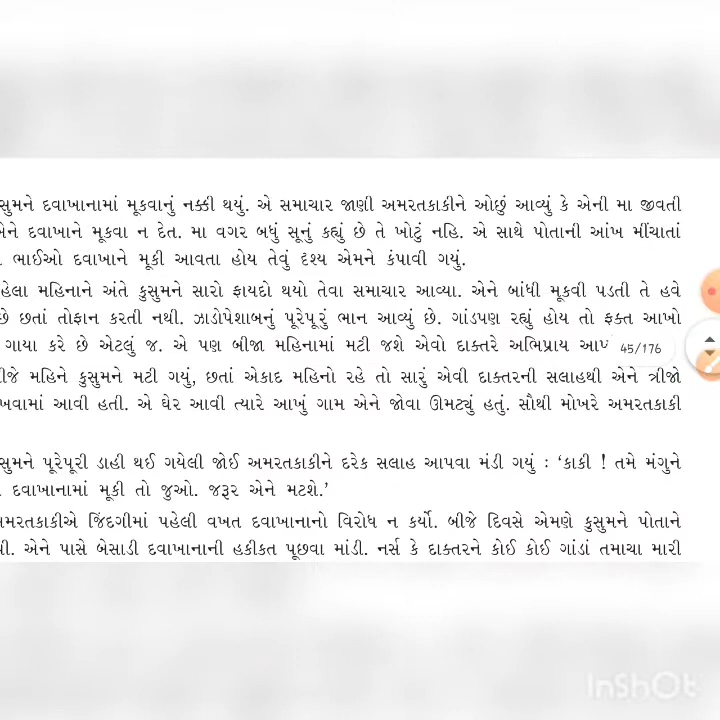 સુમને દવાખાનામાં મૂકવાનું નક્કી થયું. એ સમાચાર જાણી અમરતકાકીને ઓછું આવ્યું કે એની મા જીવતી
એને દવાખાને મૂકવા ન દેત. મા વગર બધું સૂનું કહ્યું છે તે ખોટું નહિ. એ સાથે પોતાની આંખ મીંચાતાં
ભાઈઓ દવાખાને મૂકી આવતા હોય તેવું દૃશ્ય એમને કંપાવી ગયું.
હેલા મહિનાને અંતે કુસુમને સારો ફાયદો થયો તેવા સમાચાર આવ્યા. એને બાંધી મૂકવી પડતી તે હવે
છે છતાં તોફાન કરતી નથી. ઝાડોપેશાબનું પૂરેપૂરું ભાન આવ્યું છે. ગાંડપણ રહ્યું હોય તો ફક્ત આખો
ગાયા કરે છે એટલું જ. એ પણ બીજા મહિનામાં મટી જશે એવો દાક્તરે અભિપ્રાય આપ
45/176
ીજે મહિને કુસુમને મટી ગયું, છતાં એકાદ મહિનો રહે તો સારું એવી દાક્તરની સલાહથી એને ત્રીજો
ખવામાં આવી હતી. એ ઘેર આવી ત્યારે આખું ગામ એને જોવા ઊમટ્યું હતું. સૌથી મોખરે અમરતકાકી
સુમને પૂરેપૂરી ડાહી થઈ ગયેલી જોઈ અમરતકાકીને દરેક સલાહ આપવા મંડી ગયું : ‘કાકી ! તમે મંગુને
દવાખાનામાં મૂકી તો જુઓ. જરૂર એને મટશે.’
મરતકાકીએ જિંદગીમાં પહેલી વખત દવાખાનાનો વિરોધ ન કર્યો. બીજે દિવસે એમણે કુસુમને પોતાને
વી. એને પાસે બેસાડી દવાખાનાની હકીકત પૂછવા માંડી. નર્સ કે દાક્તરને કોઈ કોઈ ગાંડાં તમાચા મારી
InShOt